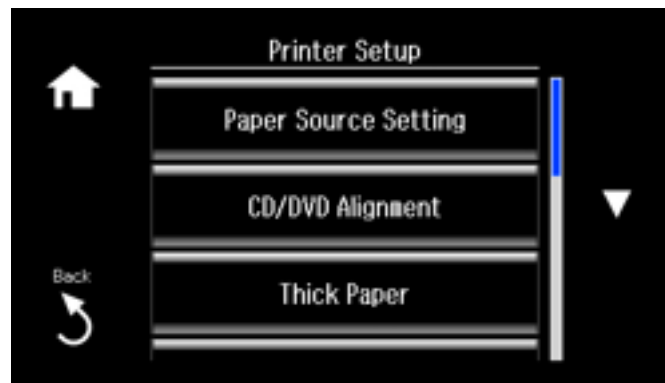 Printer Setup
Paper Source Setting
CD/DVD Alignment
Thick Paper
Back